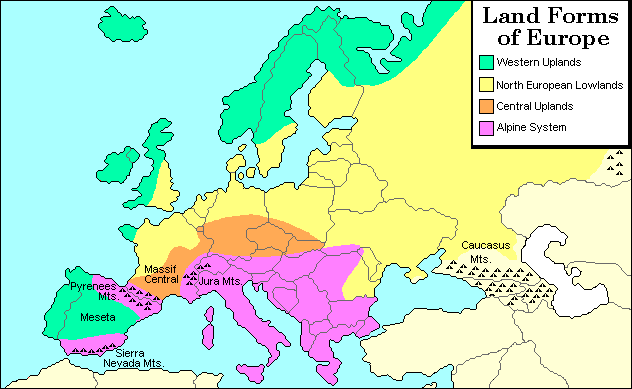 Land Forms
of Europe
Western Uplands
North European Lowlands
Central Uplands
Alpine System
Caucasus
Mts.
Massif
Central
Jura Mts.
Pyrenees
Mts.
Meseta
Sierra
Nevada Mts.